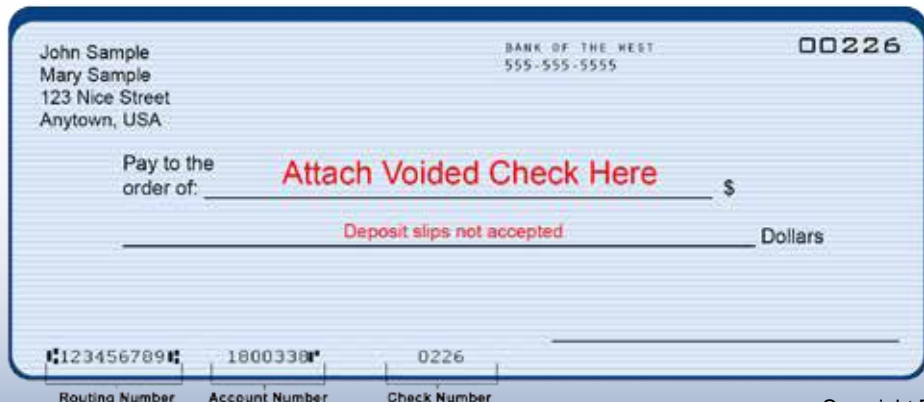 John Sample
Mary Sample
123 Nice Street
Anytown, USA
BANK OF THE WEST
555-555-5555
00226
Pay to the
order of:
Attach Voided Check Here
$
Deposit slips not accepted
Dollars
⑆123456789⑆ 1800338⑈ 0226
Routing Number Account Number Check Number